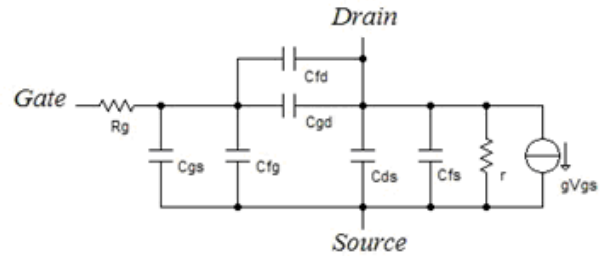 Drain
Cfd
Gate
Rg
Cgd
Cgs
Cfg
Cds
Cfs
r
gVgs
Source